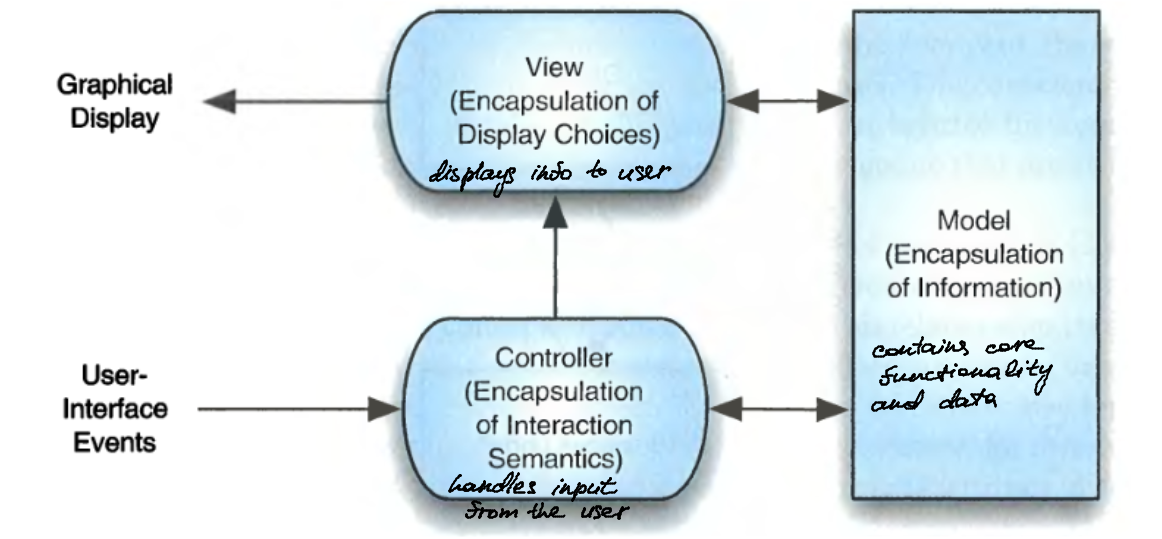 Graphical
Display
View
(Encapsulation of
Display Choices)
displays info to user
Model
(Encapsulation
of Information)
contains core
functionality
and data
User-
Interface
Events
Controller
(Encapsulation
of Interaction
Semantics)
handles input
from the user